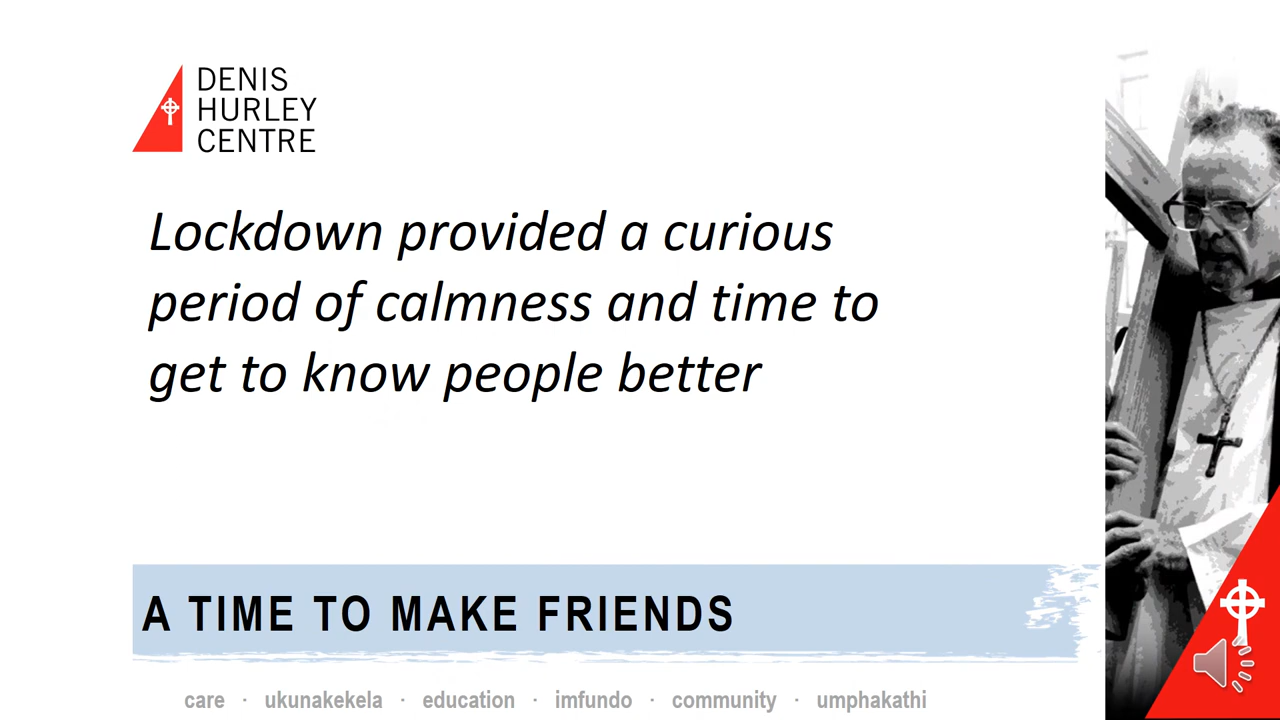 DENIS
HURLEY
CENTRE
Lockdown provided a curious
period of calmness and time to
get to know people better
A TIME TO MAKE FRIENDS
care · ukunakekela · education · imfundo · community · umphakathi